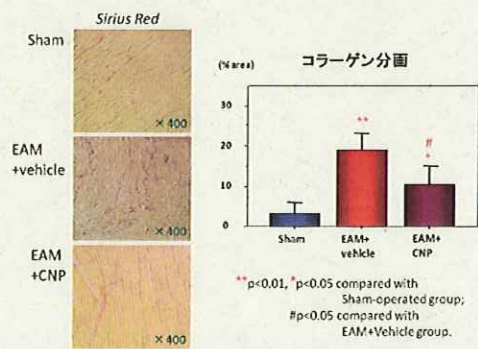 Sirius Red
Sham
×400
EAM
+vehicle
×400
EAM
+CNP
×400
コラーゲン分画
(%area)
30
20
10
0
**
#
*
Sham
EAM+
vehicle
EAM+
CNP
**p<0.01, *p<0.05 compared with
Sham-operated group;
#p<0.05 compared with
EAM+Vehicle group.